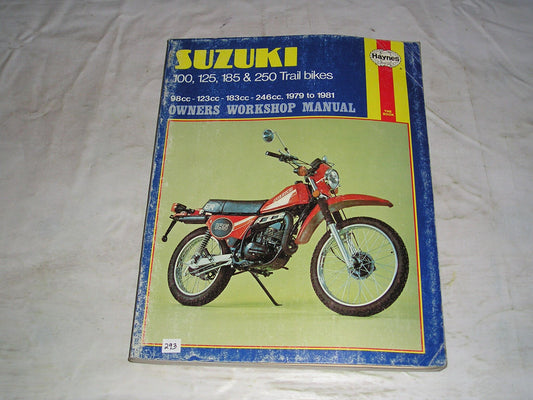 SUZUKI
100, 125, 185 & 250 Trail bikes
98cc - 123cc - 183cc - 246cc. 1979 to 1981
OWNERS WORKSHOP MANUAL
Haynes
293